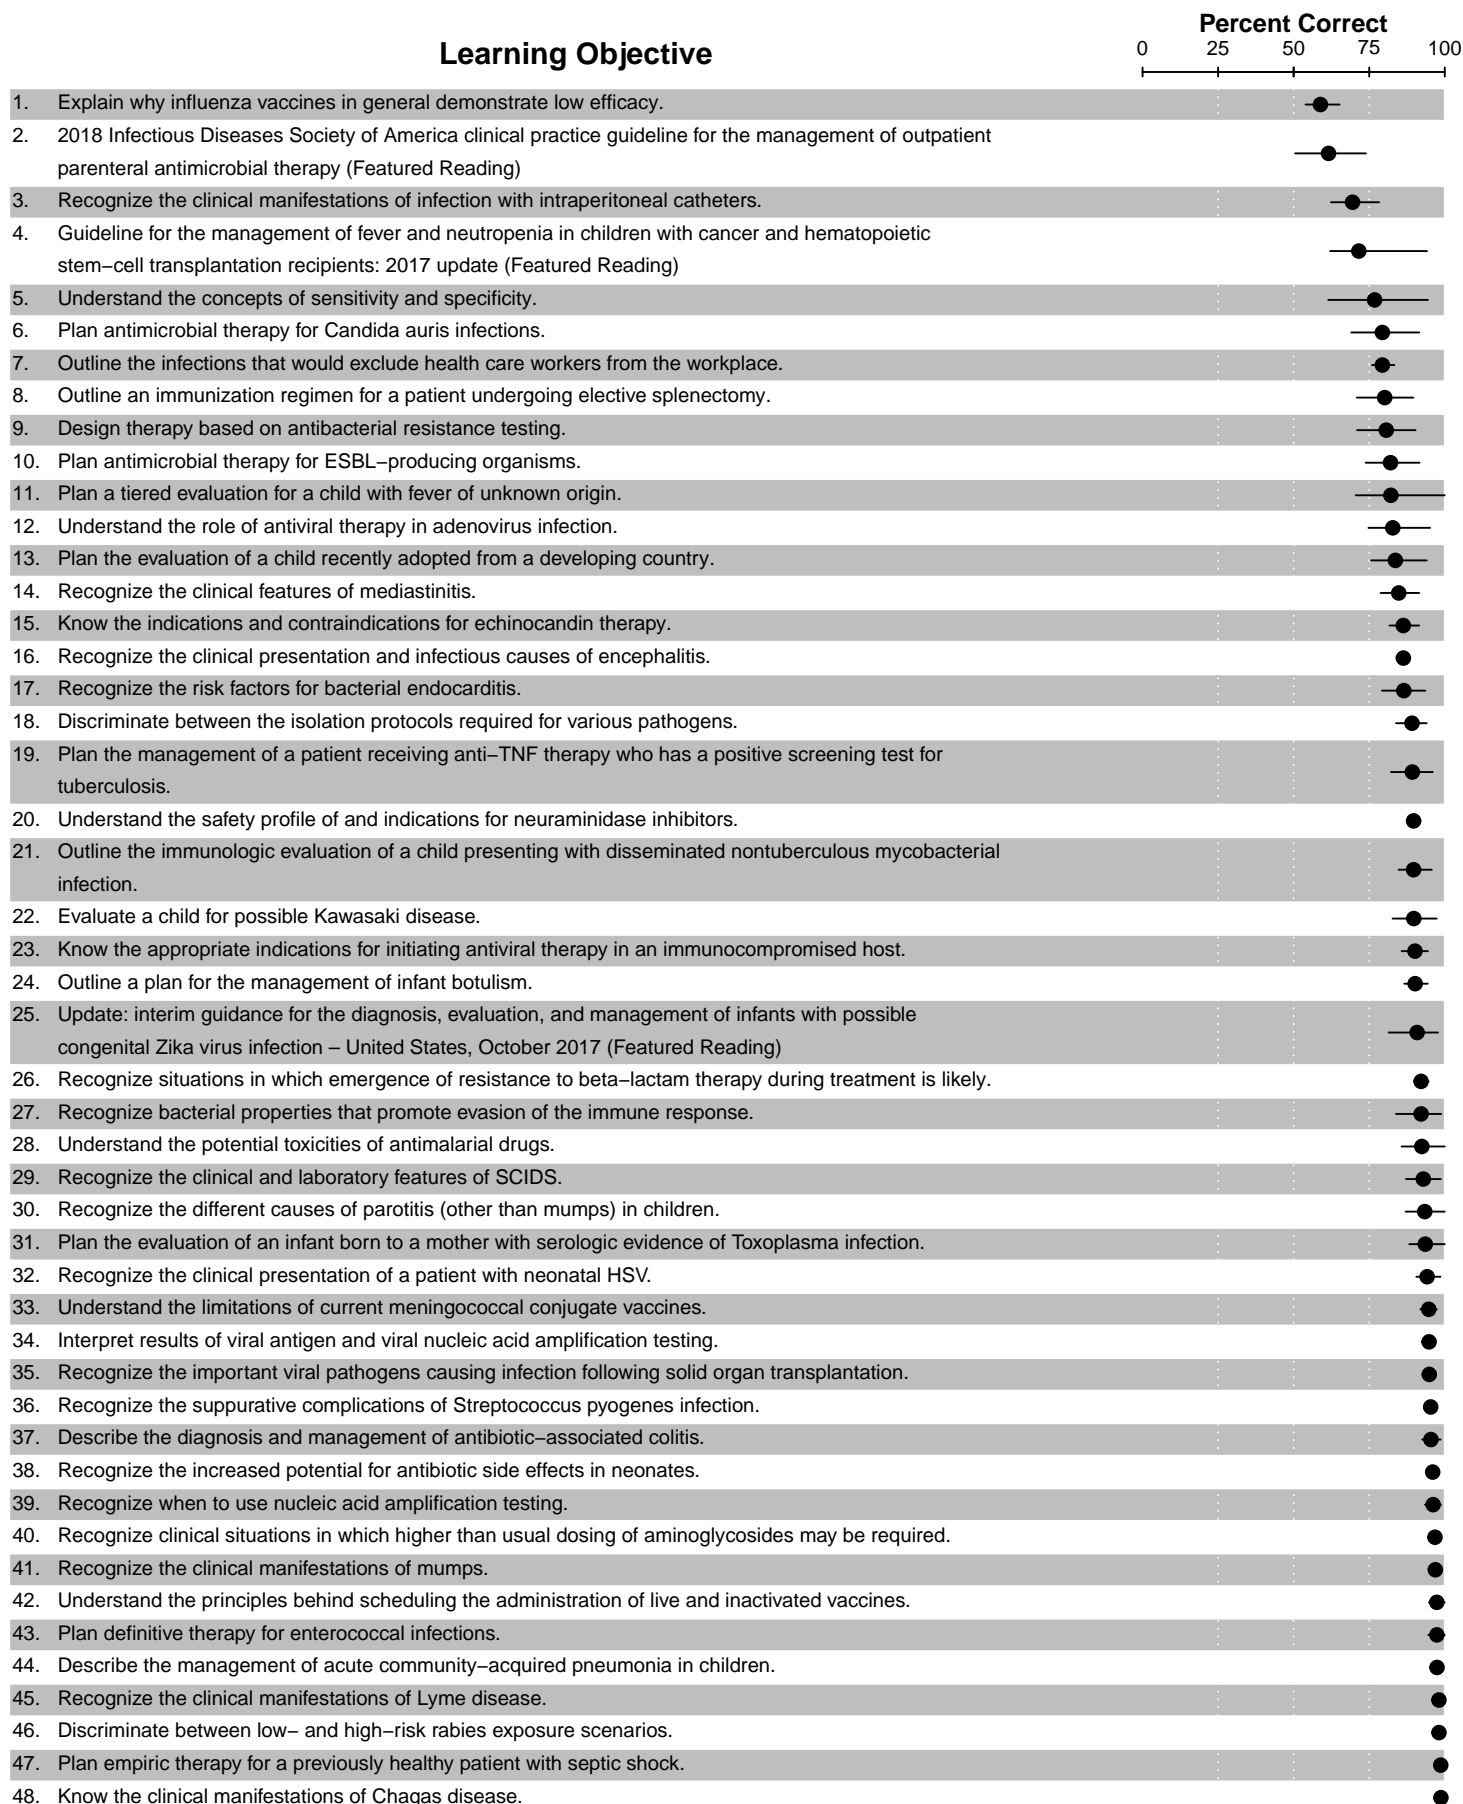 Percent Correct
Learning Objective
0 25 50 75 100
1. Explain why influenza vaccines in general demonstrate low efficacy.
2. 2018 Infectious Diseases Society of America clinical practice guideline for the management of outpatient
parenteral antimicrobial therapy (Featured Reading)
3. Recognize the clinical manifestations of infection with intraperitoneal catheters.
4. Guideline for the management of fever and neutropenia in children with cancer and hematopoietic
stem−cell transplantation recipients: 2017 update (Featured Reading)
5. Understand the concepts of sensitivity and specificity.
6. Plan antimicrobial therapy for Candida auris infections.
7. Outline the infections that would exclude health care workers from the workplace.
8. Outline an immunization regimen for a patient undergoing elective splenectomy.
9. Design therapy based on antibacterial resistance testing.
10. Plan antimicrobial therapy for ESBL−producing organisms.
11. Plan a tiered evaluation for a child with fever of unknown origin.
12. Understand the role of antiviral therapy in adenovirus infection.
13. Plan the evaluation of a child recently adopted from a developing country.
14. Recognize the clinical features of mediastinitis.
15. Know the indications and contraindications for echinocandin therapy.
16. Recognize the clinical presentation and infectious causes of encephalitis.
17. Recognize the risk factors for bacterial endocarditis.
18. Discriminate between the isolation protocols required for various pathogens.
19. Plan the management of a patient receiving anti−TNF therapy who has a positive screening test for
tuberculosis.
20. Understand the safety profile of and indications for neuraminidase inhibitors.
21. Outline the immunologic evaluation of a child presenting with disseminated nontuberculous mycobacterial
infection.
22. Evaluate a child for possible Kawasaki disease.
23. Know the appropriate indications for initiating antiviral therapy in an immunocompromised host.
24. Outline a plan for the management of infant botulism.
25. Update: interim guidance for the diagnosis, evaluation, and management of infants with possible
congenital Zika virus infection – United States, October 2017 (Featured Reading)
26. Recognize situations in which emergence of resistance to beta−lactam therapy during treatment is likely.
27. Recognize bacterial properties that promote evasion of the immune response.
28. Understand the potential toxicities of antimalarial drugs.
29. Recognize the clinical and laboratory features of SCIDS.
30. Recognize the different causes of parotitis (other than mumps) in children.
31. Plan the evaluation of an infant born to a mother with serologic evidence of Toxoplasma infection.
32. Recognize the clinical presentation of a patient with neonatal HSV.
33. Understand the limitations of current meningococcal conjugate vaccines.
34. Interpret results of viral antigen and viral nucleic acid amplification testing.
35. Recognize the important viral pathogens causing infection following solid organ transplantation.
36. Recognize the suppurative complications of Streptococcus pyogenes infection.
37. Describe the diagnosis and management of antibiotic−associated colitis.
38. Recognize the increased potential for antibiotic side effects in neonates.
39. Recognize when to use nucleic acid amplification testing.
40. Recognize clinical situations in which higher than usual dosing of aminoglycosides may be required.
41. Recognize the clinical manifestations of mumps.
42. Understand the principles behind scheduling the administration of live and inactivated vaccines.
43. Plan definitive therapy for enterococcal infections.
44. Describe the management of acute community−acquired pneumonia in children.
45. Recognize the clinical manifestations of Lyme disease.
46. Discriminate between low− and high−risk rabies exposure scenarios.
47. Plan empiric therapy for a previously healthy patient with septic shock.
48. Know the clinical manifestations of Chagas disease.